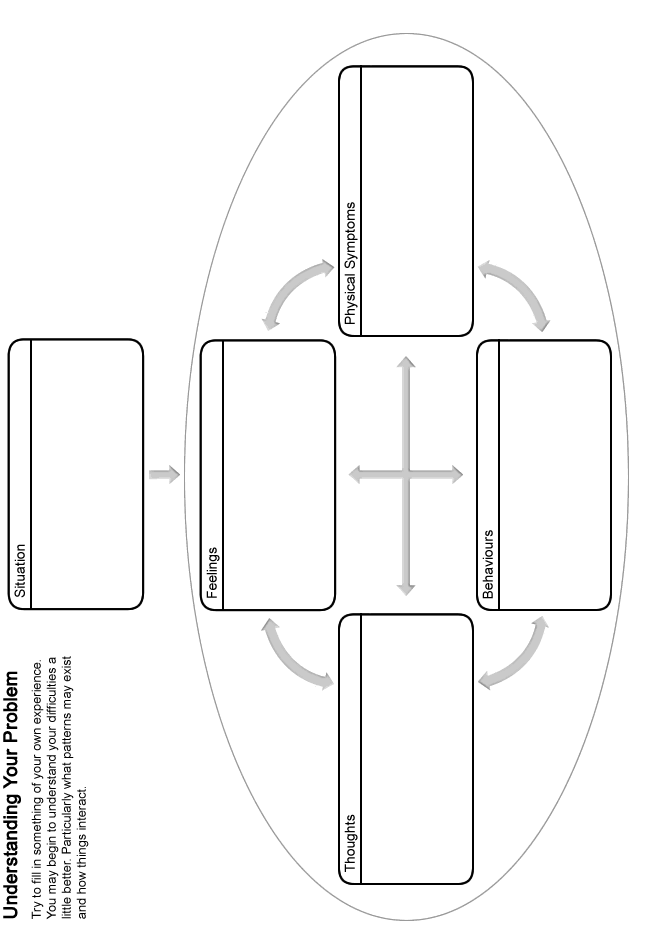 Understanding Your Problem
Try to fill in something of your own experience.
You may begin to understand your difficulties a
little better. Particularly what patterns may exist
and how things interact.
Situation
Feelings
Thoughts
Physical Symptoms
Behaviours